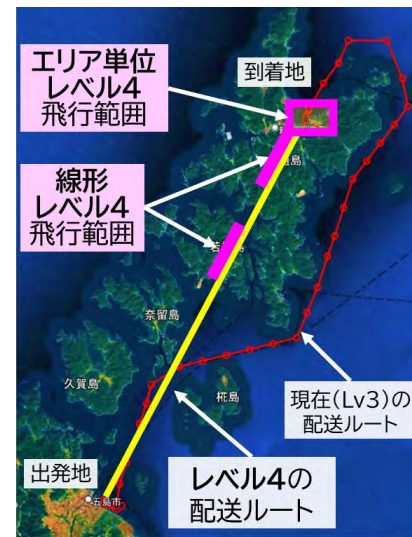 エリア単位
レベル4
飛行範囲
到着地
線形
レベル4
飛行範囲
奈留島
久賀島
椛島
現在(Lv3)の
配送ルート
出発地
五島市
レベル4の
配送ルート